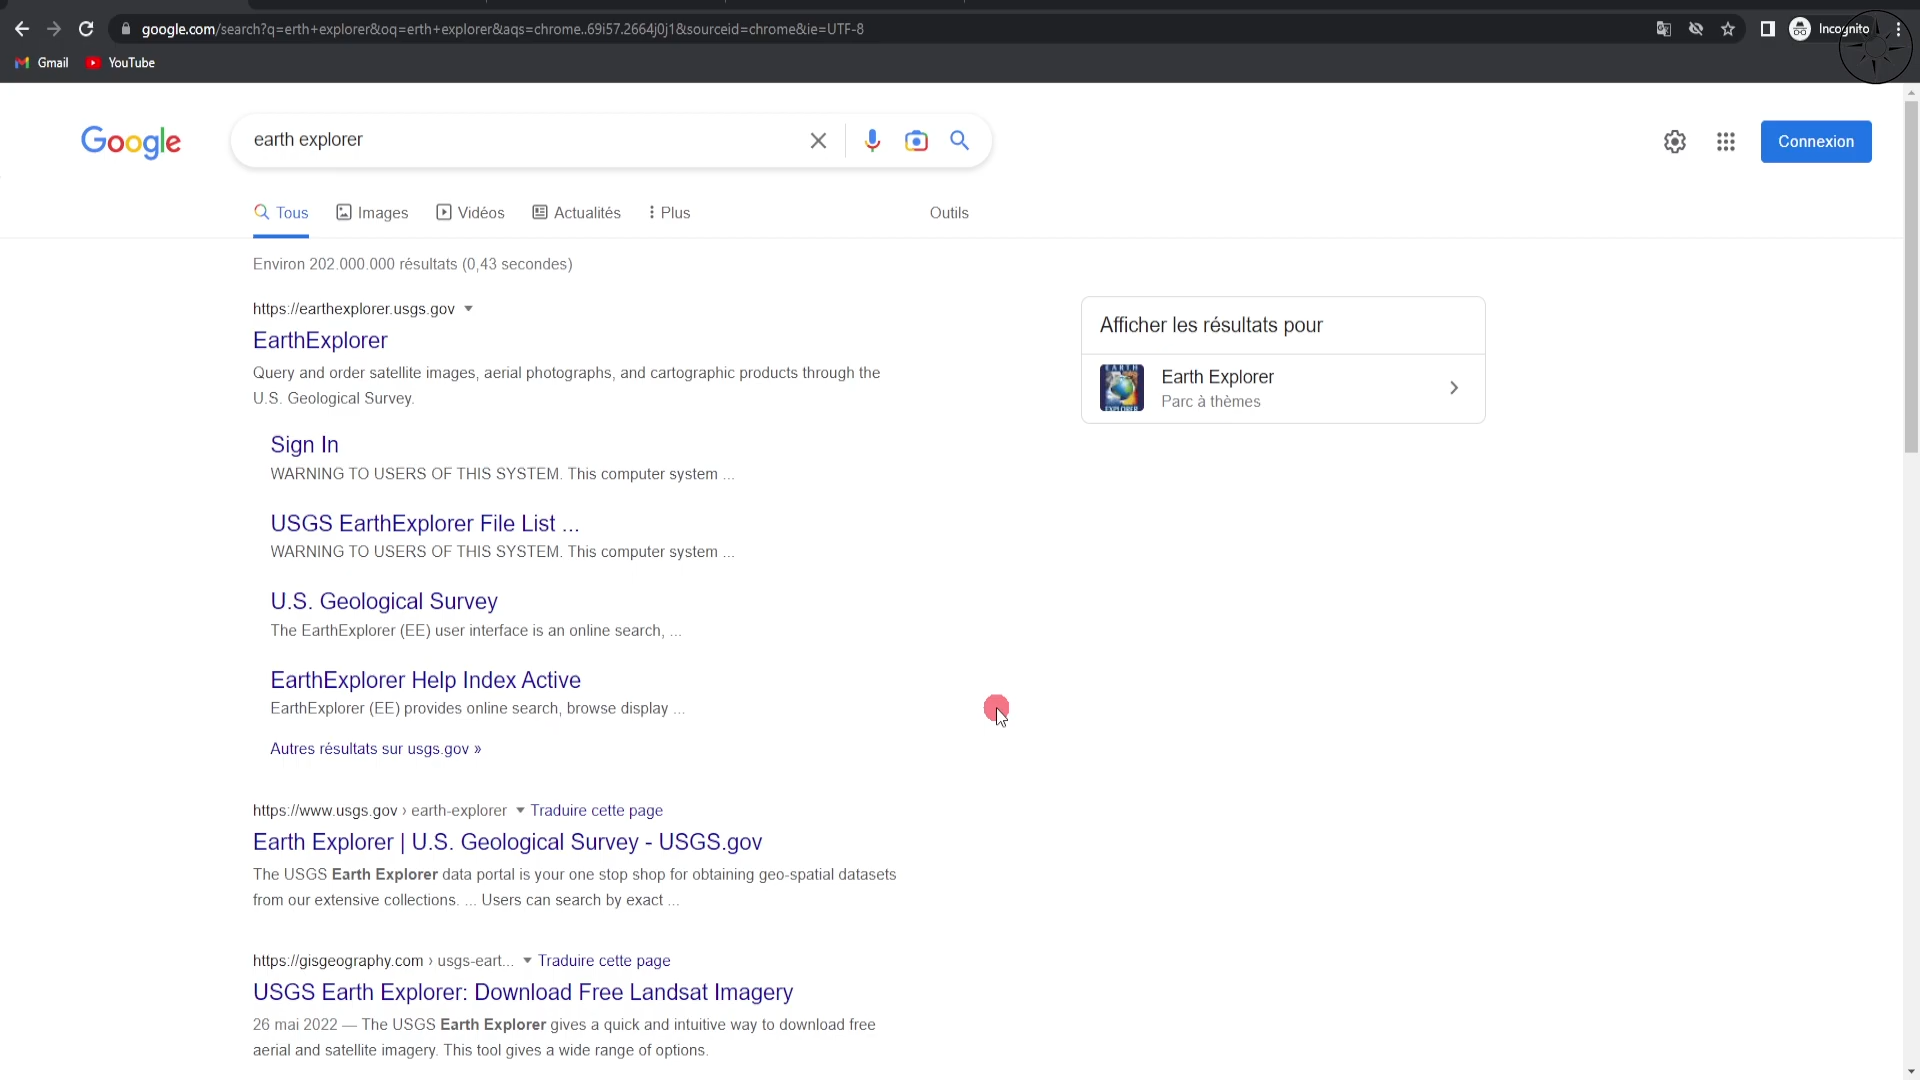 google.com/search?q=erth+explorer&oq=erth+explorer&aqs=chrome..69i57.2664j0j1&sourceid=chrome&ie=UTF-8
Incognito
Gmail
YouTube
Google
earth explorer
Connexion
Tous
Images
Vidéos
Actualités
Plus
Outils
Environ 202.000.000 résultats (0,43 secondes)
https://earthexplorer.usgs.gov
EarthExplorer
Query and order satellite images, aerial photographs, and cartographic products through the
U.S. Geological Survey.
Sign In
WARNING TO USERS OF THIS SYSTEM. This computer system ...
USGS EarthExplorer File List ...
WARNING TO USERS OF THIS SYSTEM. This computer system ...
U.S. Geological Survey
The EarthExplorer (EE) user interface is an online search, ...
EarthExplorer Help Index Active
EarthExplorer (EE) provides online search, browse display ...
Autres résultats sur usgs.gov »
https://www.usgs.gov › earth-explorer
Traduire cette page
Earth Explorer | U.S. Geological Survey - USGS.gov
The USGS Earth Explorer data portal is your one stop shop for obtaining geo-spatial datasets
from our extensive collections. ... Users can search by exact ...
https://gisgeography.com › usgs-eart...
Traduire cette page
USGS Earth Explorer: Download Free Landsat Imagery
26 mai 2022 — The USGS Earth Explorer gives a quick and intuitive way to download free
aerial and satellite imagery. This tool gives a wide range of options.
Afficher les résultats pour
EARTH
EXPLORER
Earth Explorer
Parc à thèmes